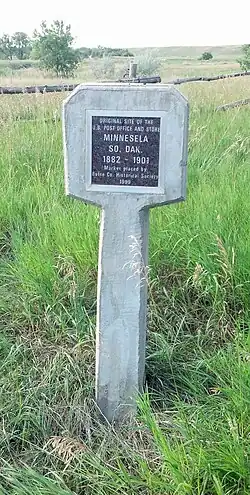 ORIGINAL SITE OF THE
U.S. POST OFFICE AND STORE
MINNESELA
SO. DAK.
1882 - 1901
Marker placed by
Butte Co. Historical Society